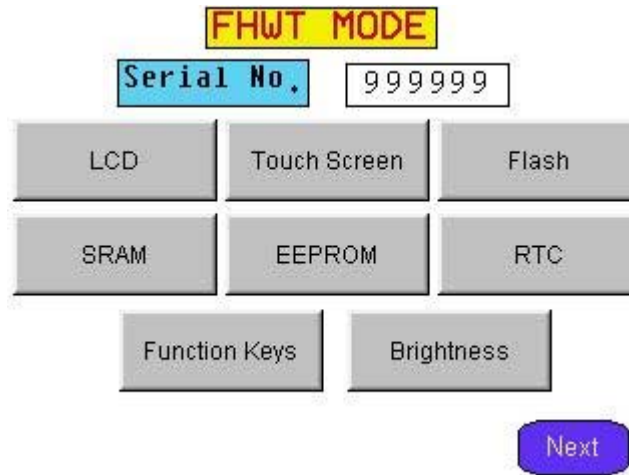 FHWT MODE
Serial No. 999999
LCD Touch Screen Flash
SRAM EEPROM RTC
Function Keys Brightness
Next